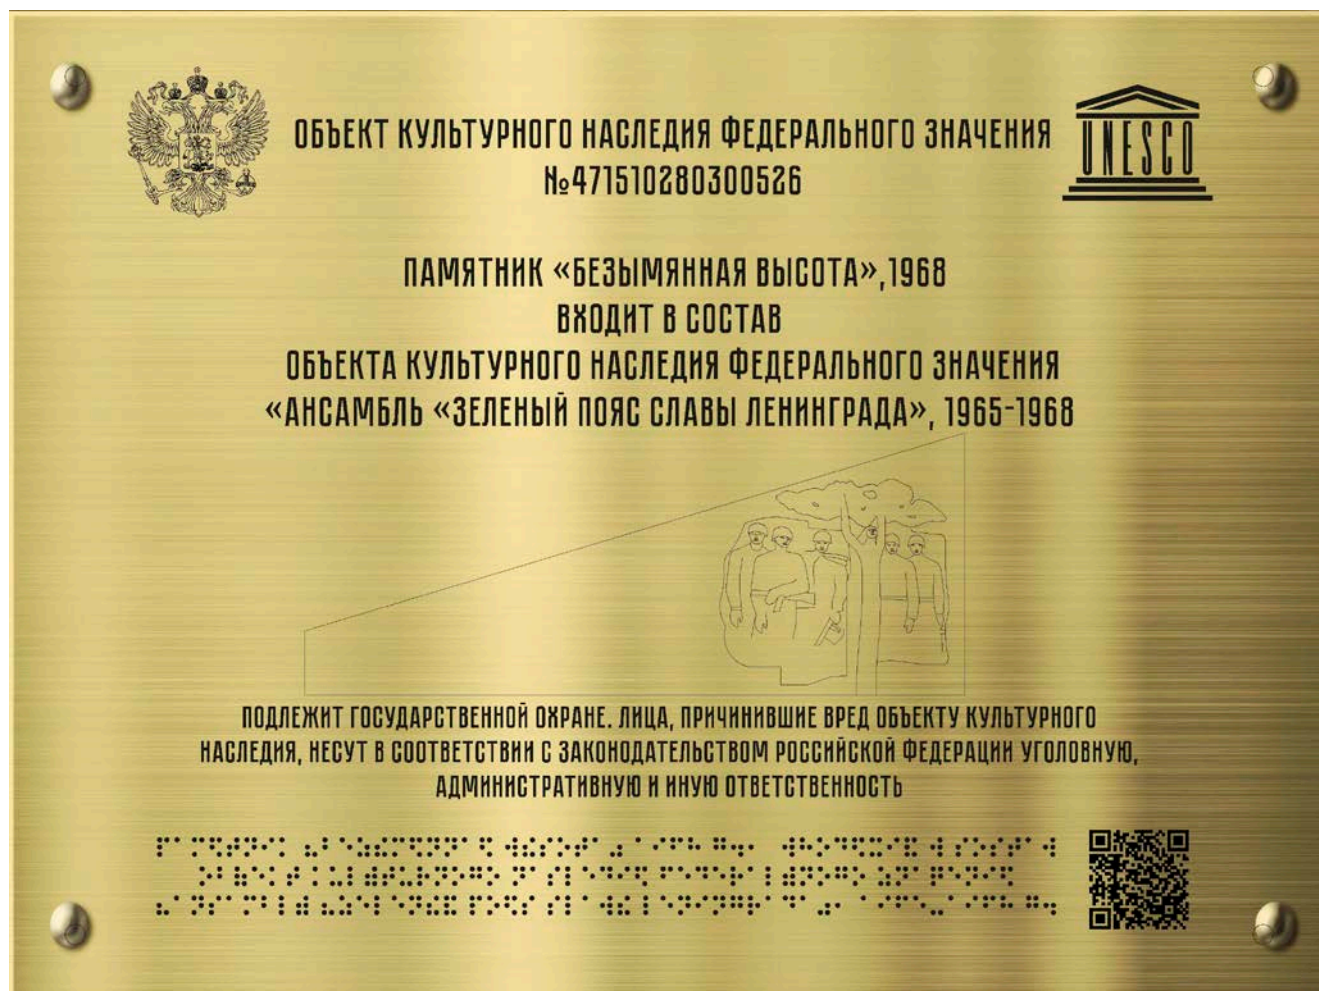 ОБЪЕКТ КУЛЬТУРНОГО НАСЛЕДИЯ ФЕДЕРАЛЬНОГО ЗНАЧЕНИЯ
№471510280300526
UNESCO
ПАМЯТНИК «БЕЗЫМЯННАЯ ВЫСОТА»,1968
ВХОДИТ В СОСТАВ
ОБЪЕКТА КУЛЬТУРНОГО НАСЛЕДИЯ ФЕДЕРАЛЬНОГО ЗНАЧЕНИЯ
«АНСАМБЛЬ «ЗЕЛЕНЫЙ ПОЯС СЛАВЫ ЛЕНИНГРАДА», 1965-1968
ПОДЛЕЖИТ ГОСУДАРСТВЕННОЙ ОХРАНЕ. ЛИЦА, ПРИЧИНИВШИЕ ВРЕД ОБЪЕКТУ КУЛЬТУРНОГО
НАСЛЕДИЯ, НЕСУТ В СООТВЕТСТВИИ С ЗАКОНОДАТЕЛЬСТВОМ РОССИЙСКОЙ ФЕДЕРАЦИИ УГОЛОВНУЮ,
АДМИНИСТРАТИВНУЮ И ИНУЮ ОТВЕТСТВЕННОСТЬ